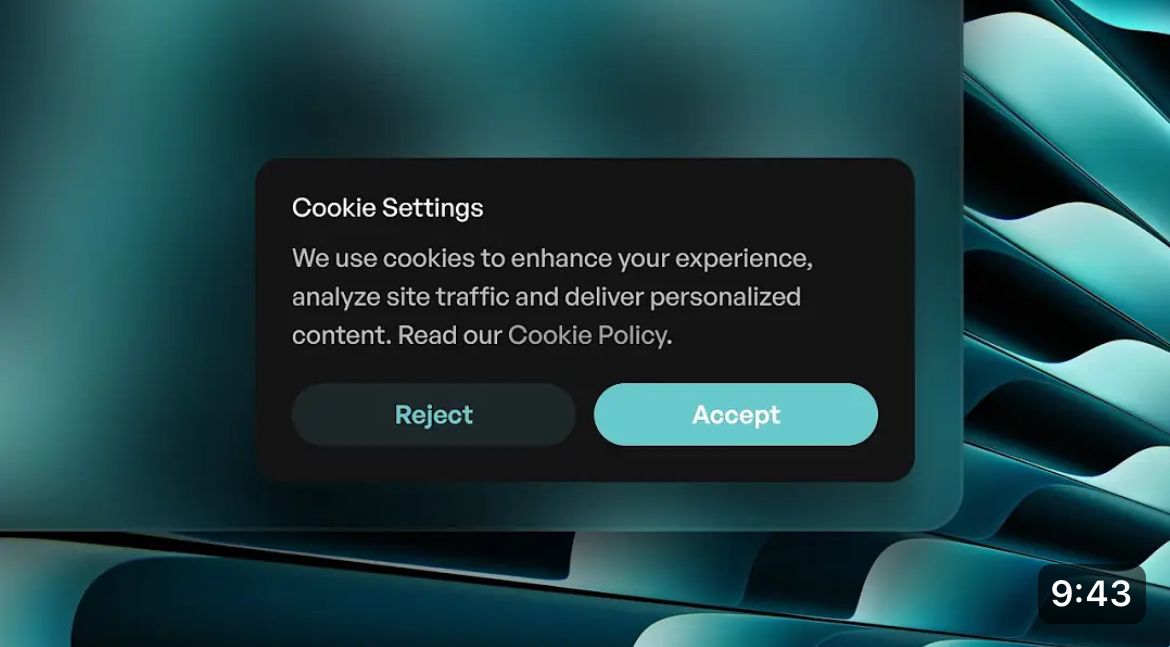 Cookie Settings
We use cookies to enhance your experience,
analyze site traffic and deliver personalized
content. Read our Cookie Policy.
Reject
Accept
9:43